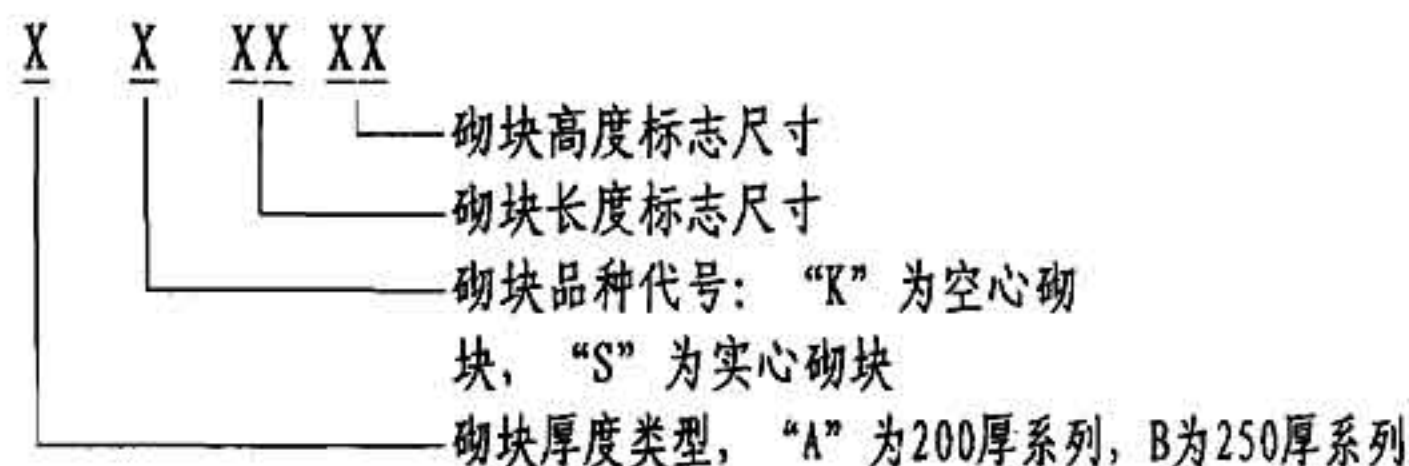 X X XX XX
砌块高度标志尺寸
砌块长度标志尺寸
砌块品种代号： “K” 为空心砌
块， “S” 为实心砌块
砌块厚度类型， “A” 为200厚系列，B为250厚系列